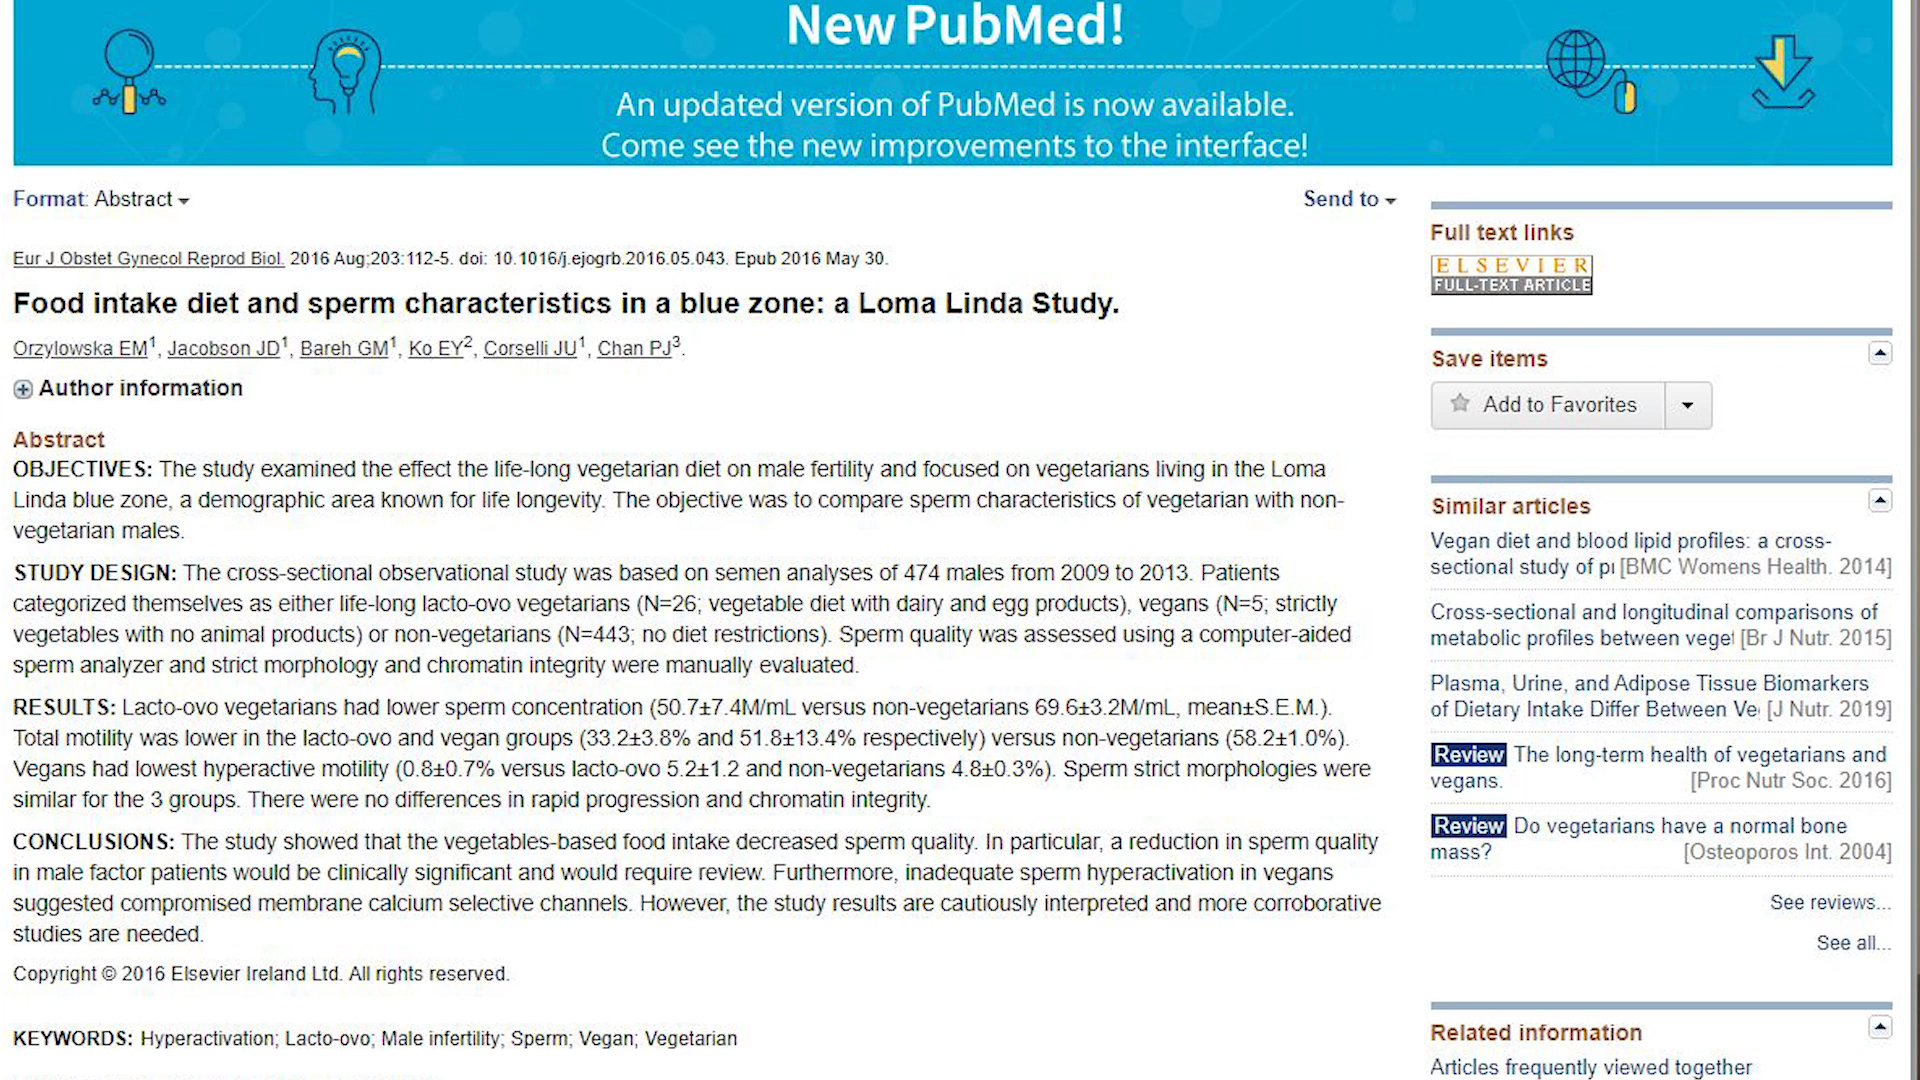 New PubMed!
An updated version of PubMed is now available.
Come see the new improvements to the interface!
Format: Abstract
Send to
Eur J Obstet Gynecol Reprod Biol. 2016 Aug;203:112-5. doi: 10.1016/j.ejogrb.2016.05.043. Epub 2016 May 30.
Food intake diet and sperm characteristics in a blue zone: a Loma Linda Study.
Orzylowska EM1, Jacobson JD1, Bareh GM1, Ko EY2, Corselli JU1, Chan PJ3.
Author information
Abstract
OBJECTIVES: The study examined the effect the life-long vegetarian diet on male fertility and focused on vegetarians living in the Loma
Linda blue zone, a demographic area known for life longevity. The objective was to compare sperm characteristics of vegetarian with non-
vegetarian males.
STUDY DESIGN: The cross-sectional observational study was based on semen analyses of 474 males from 2009 to 2013. Patients
categorized themselves as either life-long lacto-ovo vegetarians (N=26; vegetable diet with dairy and egg products), vegans (N=5; strictly
vegetables with no animal products) or non-vegetarians (N=443; no diet restrictions). Sperm quality was assessed using a computer-aided
sperm analyzer and strict morphology and chromatin integrity were manually evaluated.
RESULTS: Lacto-ovo vegetarians had lower sperm concentration (50.7±7.4M/mL versus non-vegetarians 69.6±3.2M/mL, mean±S.E.M.).
Total motility was lower in the lacto-ovo and vegan groups (33.2±3.8% and 51.8±13.4% respectively) versus non-vegetarians (58.2±1.0%).
Vegans had lowest hyperactive motility (0.8±0.7% versus lacto-ovo 5.2±1.2 and non-vegetarians 4.8±0.3%). Sperm strict morphologies were
similar for the 3 groups. There were no differences in rapid progression and chromatin integrity.
CONCLUSIONS: The study showed that the vegetables-based food intake decreased sperm quality. In particular, a reduction in sperm quality
in male factor patients would be clinically significant and would require review. Furthermore, inadequate sperm hyperactivation in vegans
suggested compromised membrane calcium selective channels. However, the study results are cautiously interpreted and more corroborative
studies are needed.
Copyright © 2016 Elsevier Ireland Ltd. All rights reserved.
KEYWORDS: Hyperactivation; Lacto-ovo; Male infertility; Sperm; Vegan; Vegetarian
Full text links
ELSEVIER
FULL-TEXT ARTICLE
Save items
Add to Favorites
Similar articles
Vegan diet and blood lipid profiles: a cross-
sectional study of [BMC Womens Health. 2014]
Cross-sectional and longitudinal comparisons of
metabolic profiles between [Br J Nutr. 2015]
Plasma, Urine, and Adipose Tissue Biomarkers
of Dietary Intake Differ Between [J Nutr. 2019]
Review The long-term health of vegetarians and
vegans. [Proc Nutr Soc. 2016]
Review Do vegetarians have a normal bone
mass? [Osteoporos Int. 2004]
See reviews...
See all...
Related information
Articles frequently viewed together